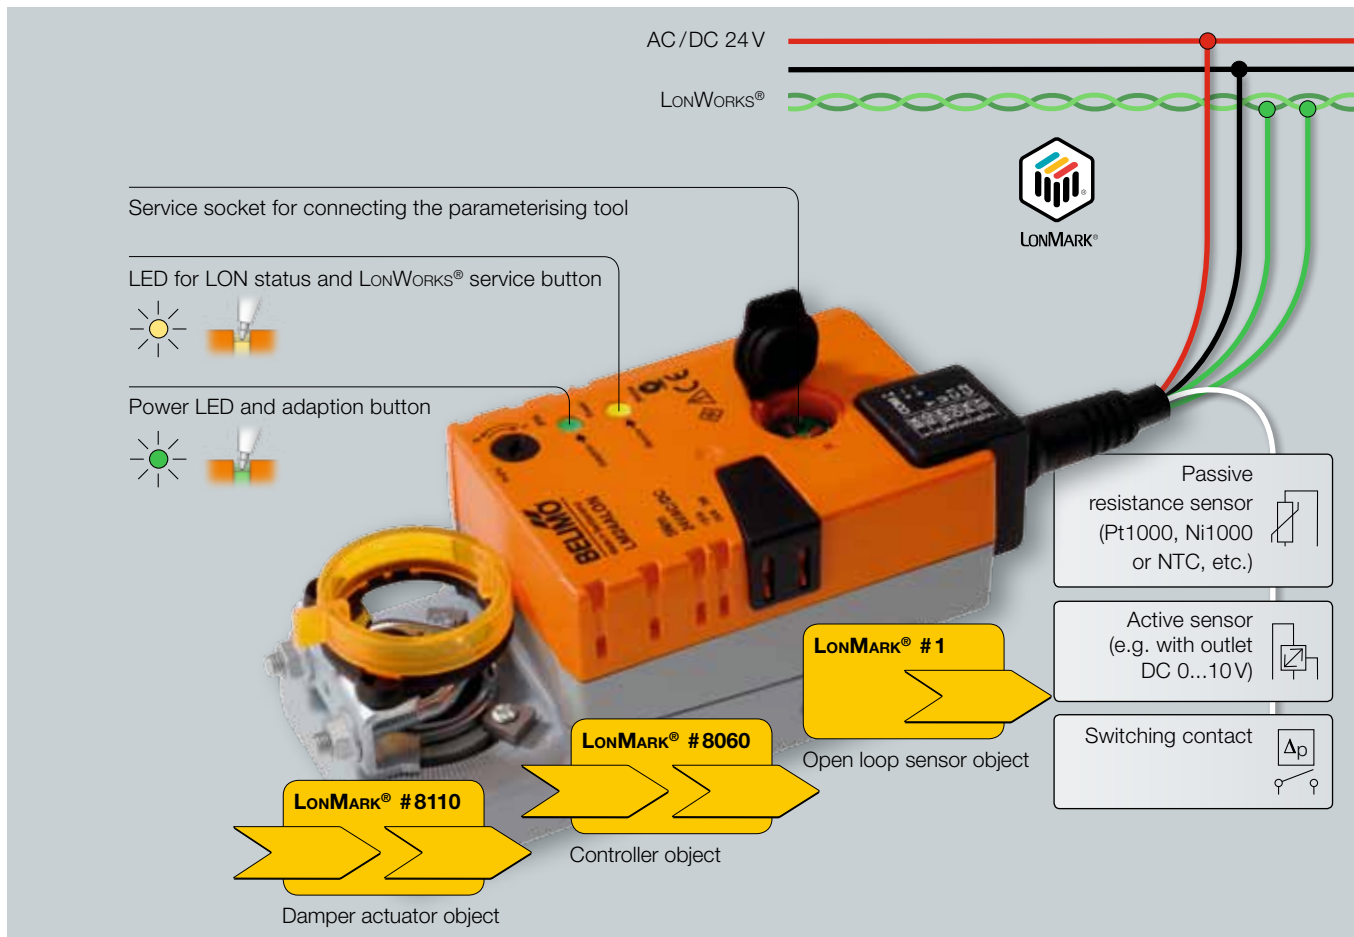 AC/DC 24 V
LONWORKS®
LONMARK®
Service socket for connecting the parameterising tool
LED for LON status and LONWORKS® service button
Power LED and adaption button
BELIMO
LM24ALON
24VAC/DC
Passive
resistance sensor
(Pt1000, Ni1000
or NTC, etc.)
Active sensor
(e.g. with outlet
DC 0...10 V)
Switching contact
Δp
LONMARK® #1
Open loop sensor object
LONMARK® #8060
Controller object
LONMARK® #8110
Damper actuator object